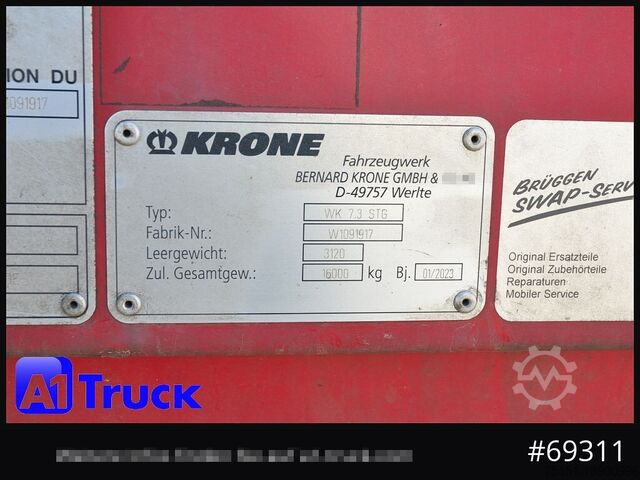 ION DU
1091917
KRONE
Fahrzeugwerk
BERNARD KRONE GMBH &
D-49757 Werlte
Typ: WK 7.3 STG
Fabrik-Nr.: W1091917
Leergewicht: 3120
Zul. Gesamtgew.: 16000 kg Bj. 01/2023
BRÜGGEN
SWAP-SERV
Original Ersatzteile
Original Zubehörteile
Reparaturen
Mobiler Service
A1 Truck
#69311